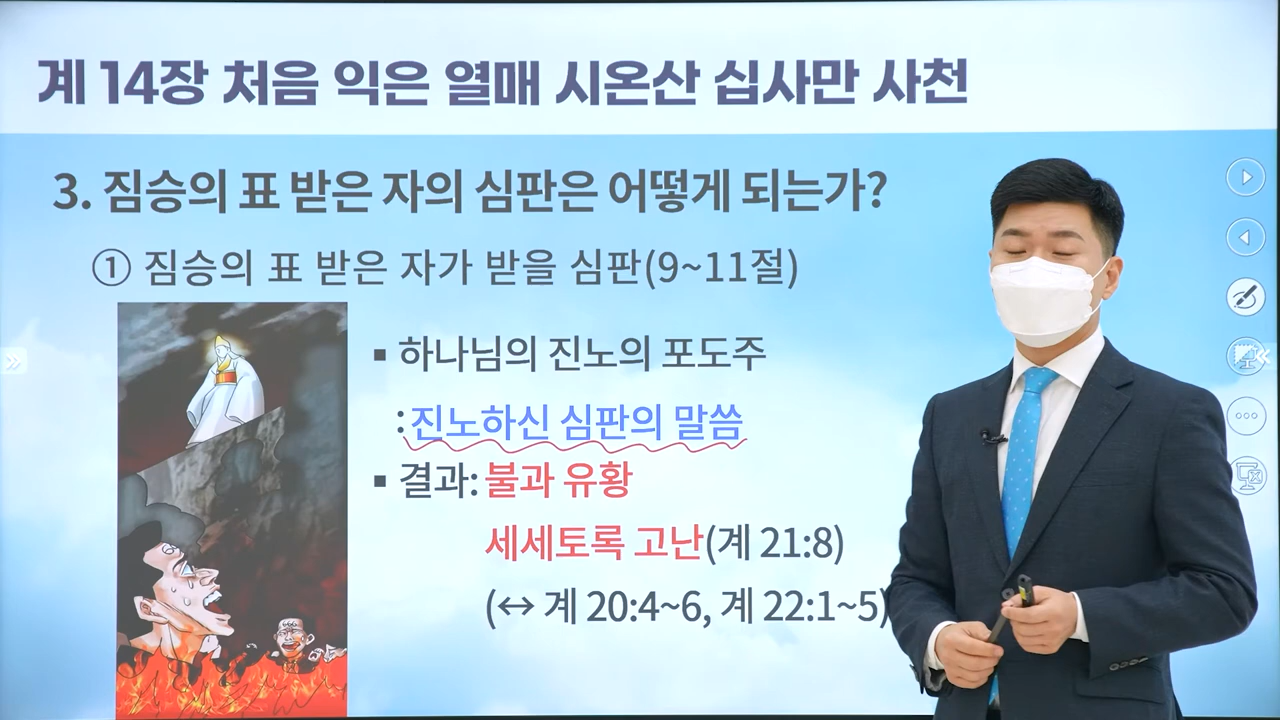 계 14장 처음 익은 열매 시온산 십사만 사천
3. 짐승의 표 받은 자의 심판은 어떻게 되는가?
① 짐승의 표 받은 자가 받을 심판(9~11절)
▪ 하나님의 진노의 포도주
:진노하신 심판의 말씀
▪ 결과: 불과 유황
세세토록 고난(계 21:8)
(↔ 계 20:4~6, 계 22:1~5)
666
666